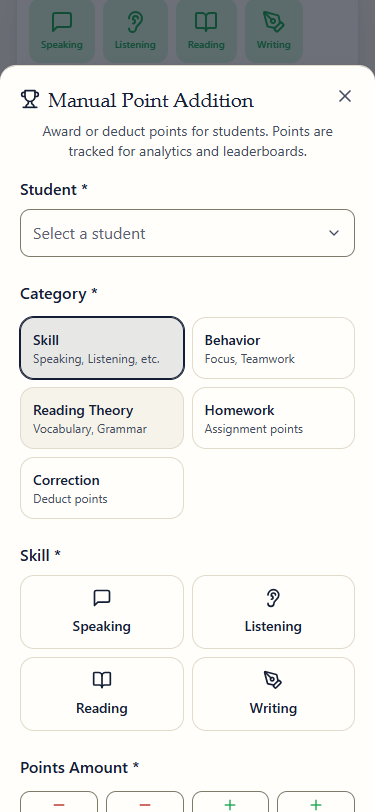 Speaking
Listening
Reading
Writing
Manual Point Addition
Award or deduct points for students. Points are
tracked for analytics and leaderboards.
Student *
Select a student
Category *
Skill
Speaking, Listening, etc.
Behavior
Focus, Teamwork
Reading Theory
Vocabulary, Grammar
Homework
Assignment points
Correction
Deduct points
Skill *
Speaking
Listening
Reading
Writing
Points Amount *